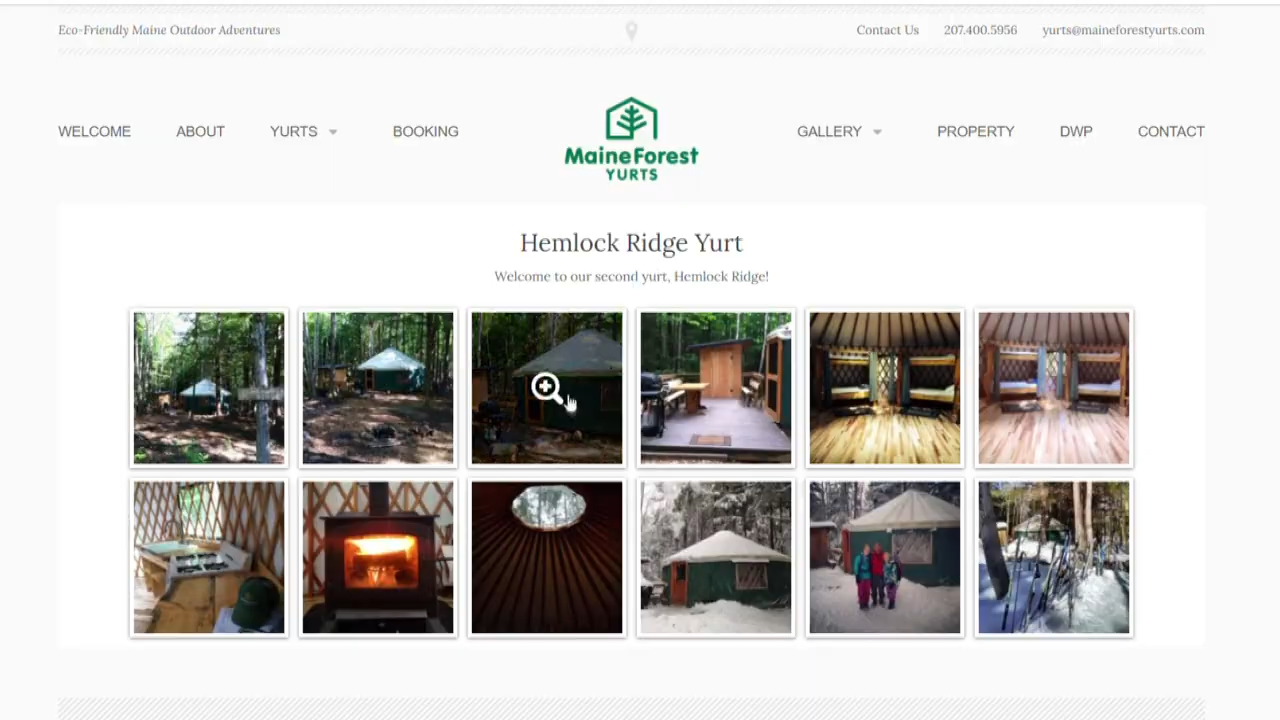 Eco-Friendly Maine Outdoor Adventures
Contact Us 207.400.5956 yurts@maineforestyurts.com
WELCOME ABOUT YURTS BOOKING
MaineForest
YURTS
GALLERY PROPERTY DWP CONTACT
Hemlock Ridge Yurt
Welcome to our second yurt, Hemlock Ridge!